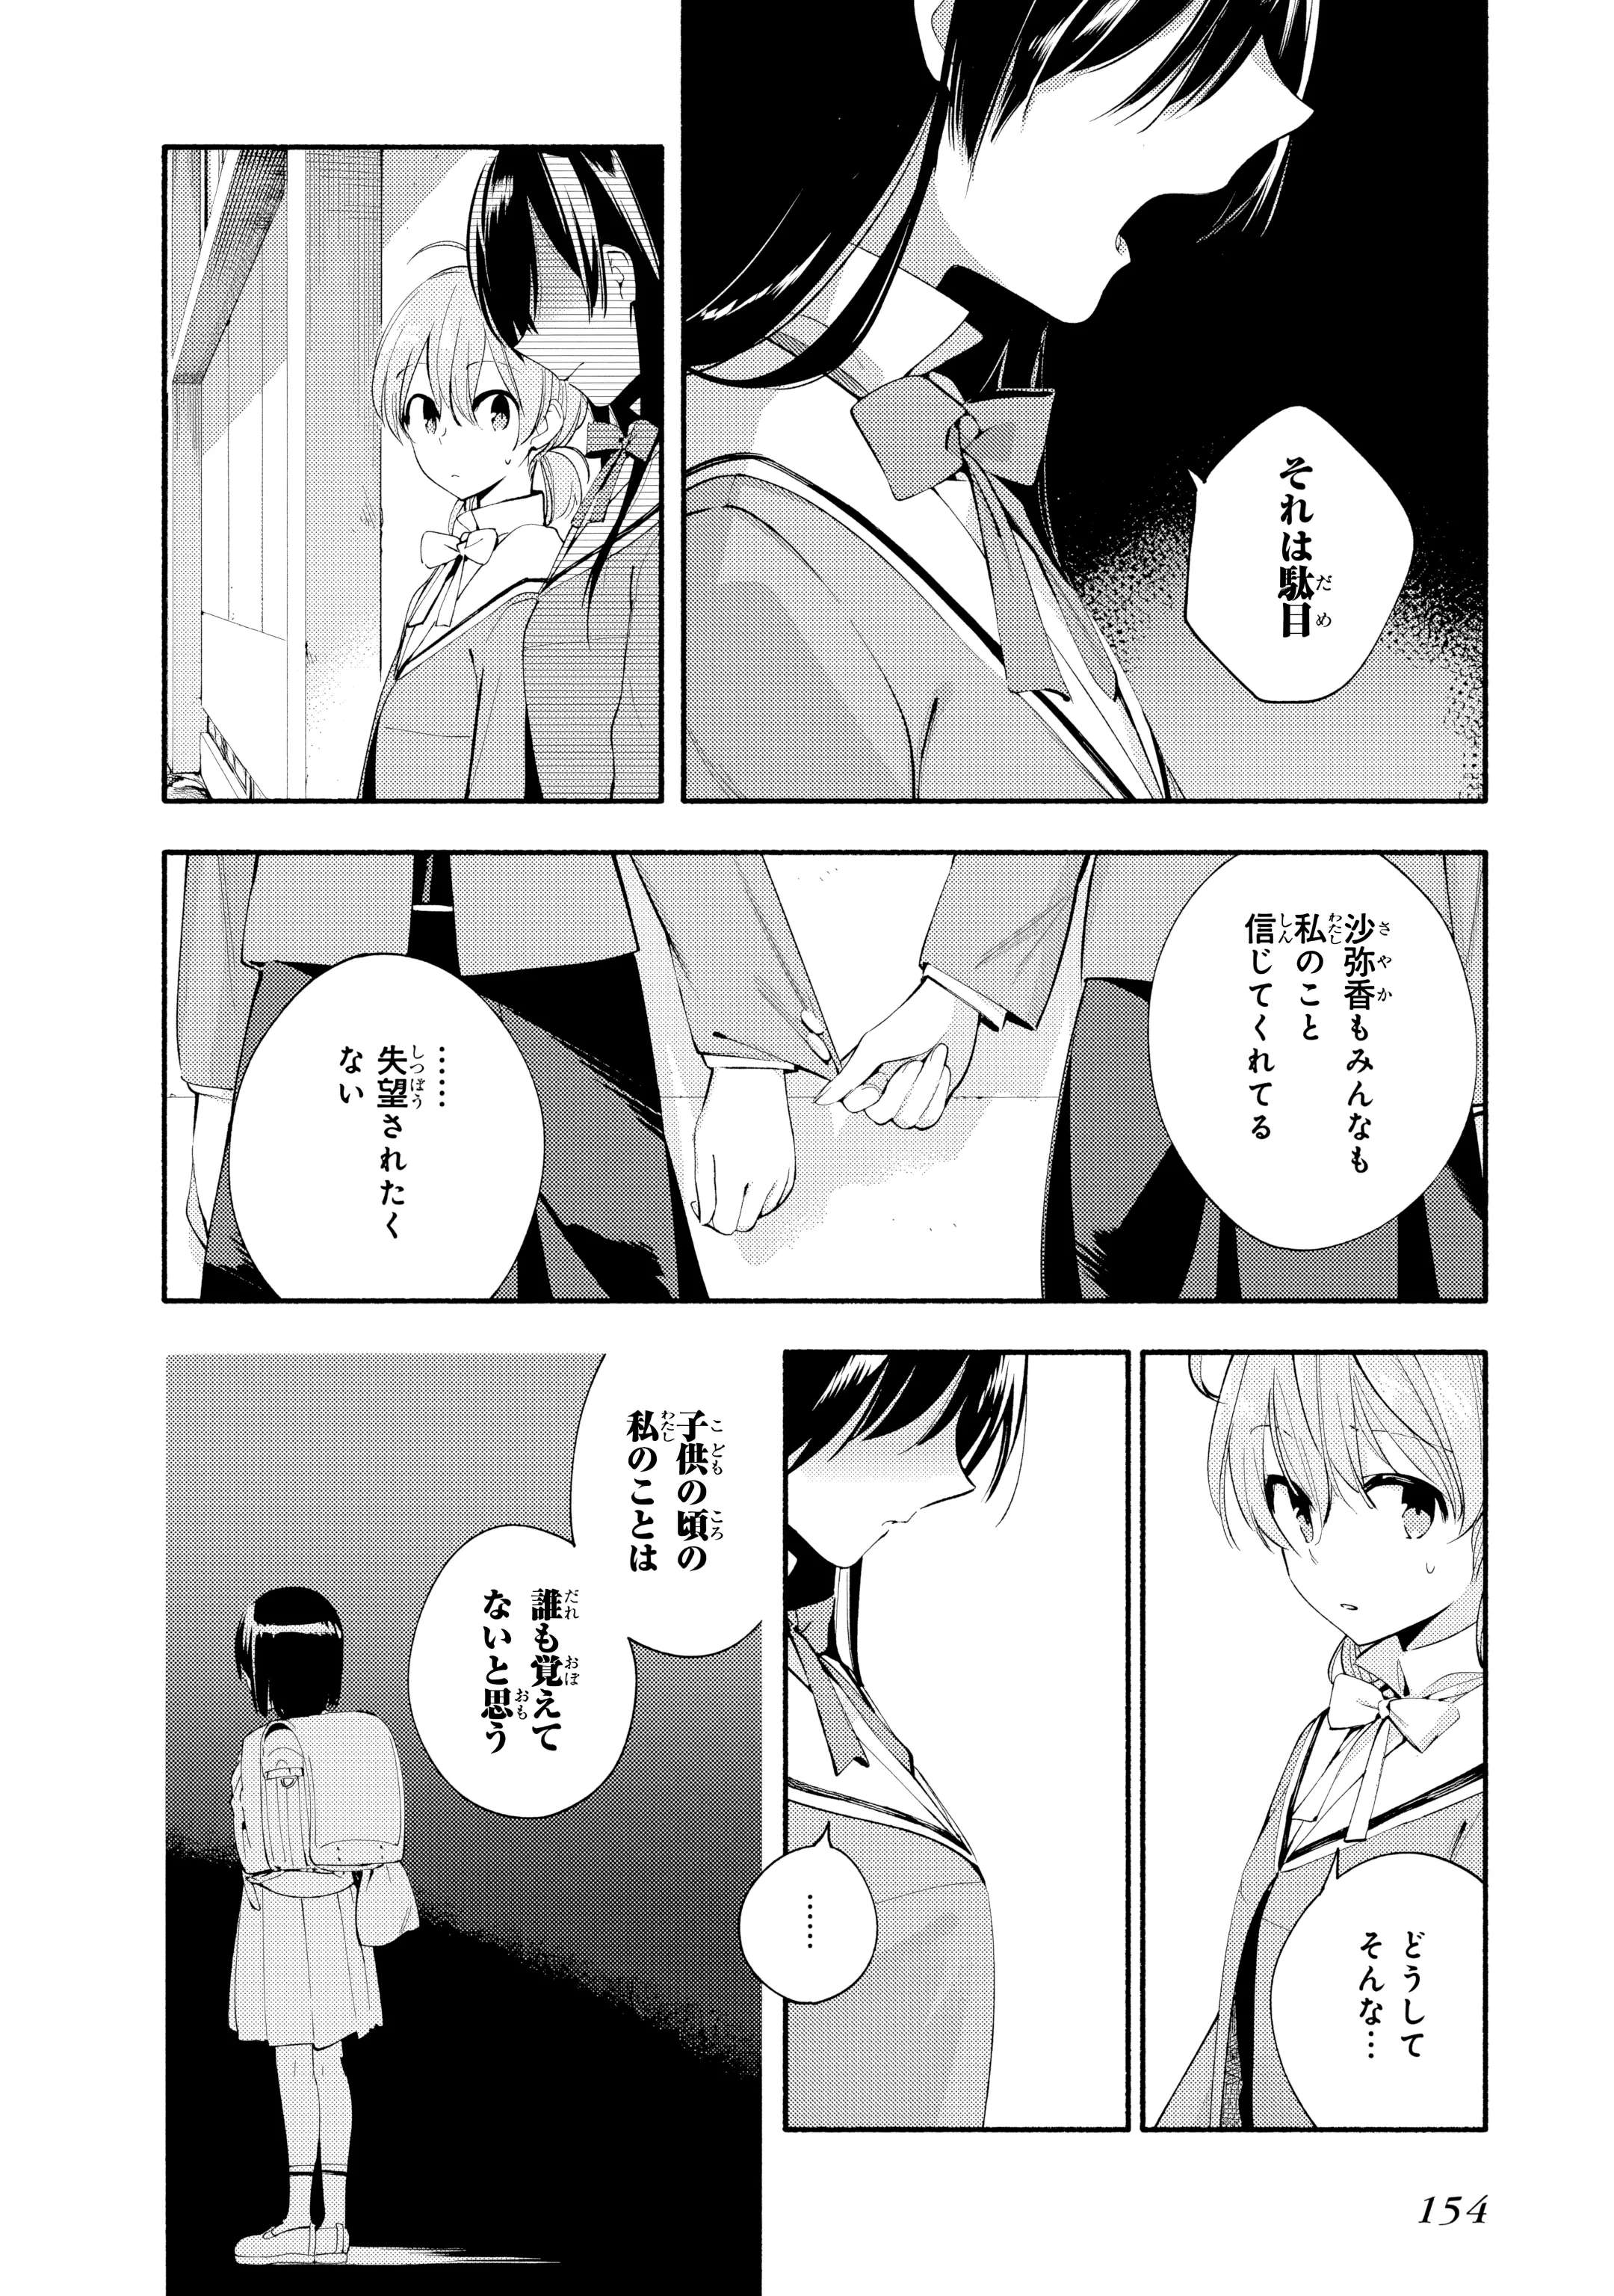 それは駄目
沙弥香もみんなも
私のこと
信じてくれてる
……失望されたく
ない
どうして
そんな…
……
子供の頃の
私のことは
誰も覚えて
ないと思う
154